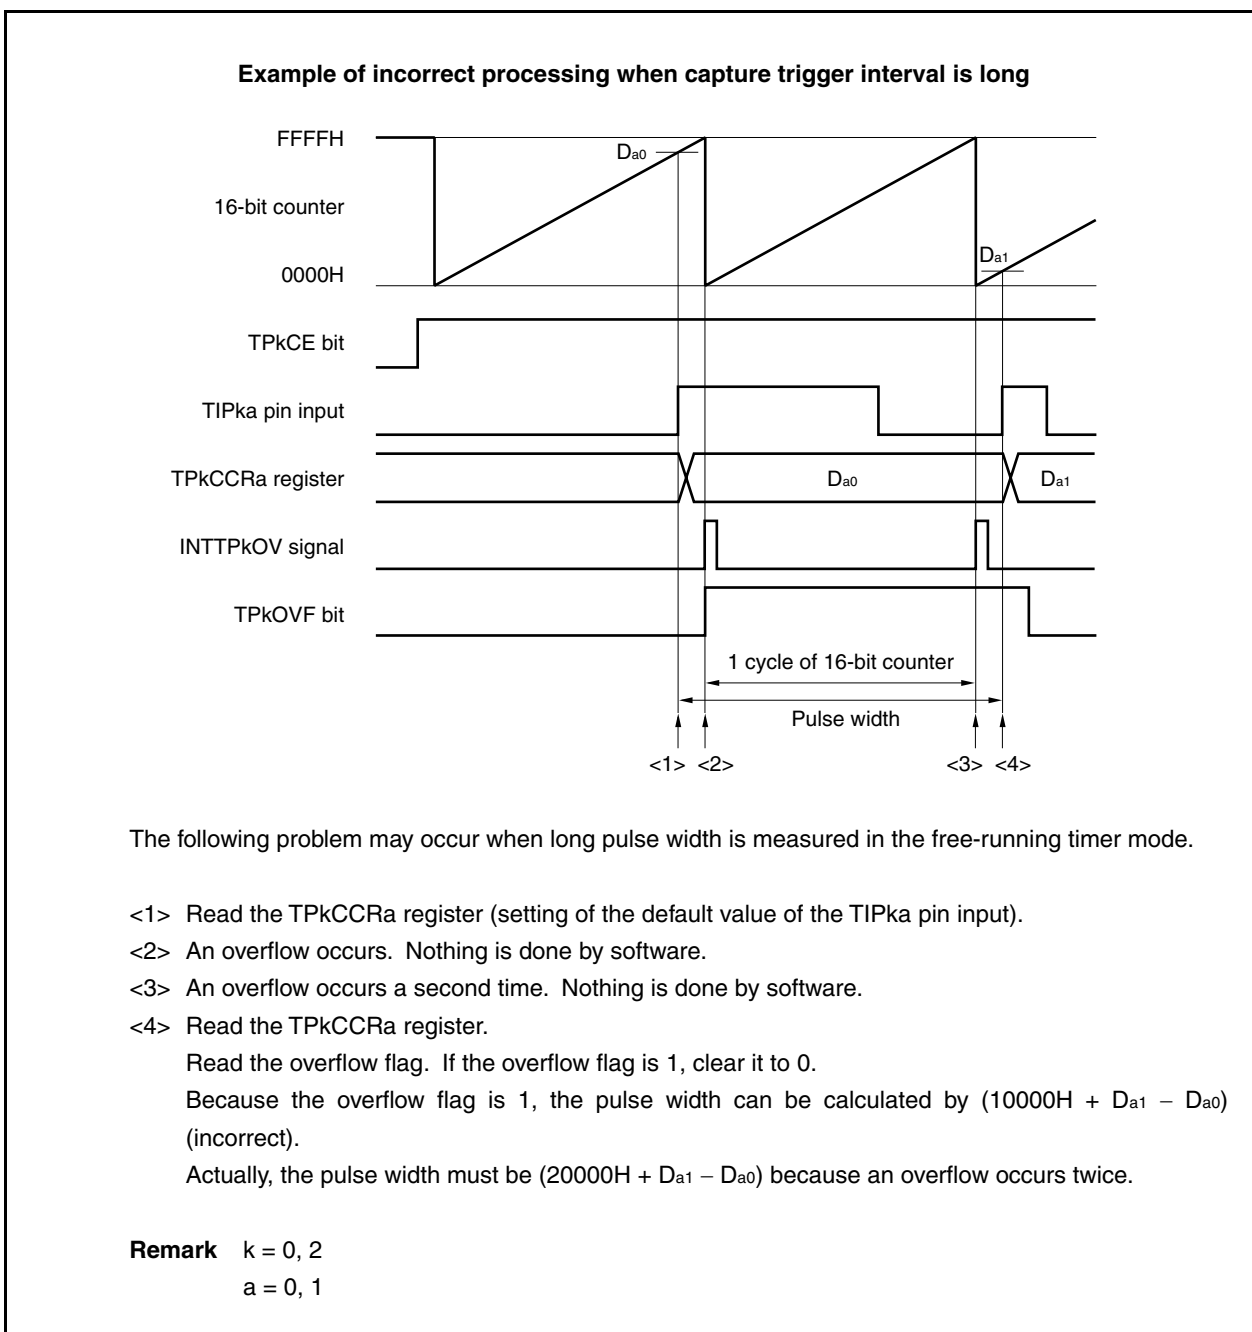 Example of incorrect processing when capture trigger interval is long
FFFFH
Da0
16-bit counter
Da1
0000H
TPkCE bit
TIPka pin input
TPkCCRa register
Da0
Da1
INTTPkOV signal
TPkOVF bit
1 cycle of 16-bit counter
Pulse width
<1> <2> <3> <4>
The following problem may occur when long pulse width is measured in the free-running timer mode.
<1> Read the TPkCCRa register (setting of the default value of the TIPka pin input).
<2> An overflow occurs. Nothing is done by software.
<3> An overflow occurs a second time. Nothing is done by software.
<4> Read the TPkCCRa register.
Read the overflow flag. If the overflow flag is 1, clear it to 0.
Because the overflow flag is 1, the pulse width can be calculated by (10000H + Da1 − Da0)
(incorrect).
Actually, the pulse width must be (20000H + Da1 − Da0) because an overflow occurs twice.
Remark k = 0, 2
a = 0, 1